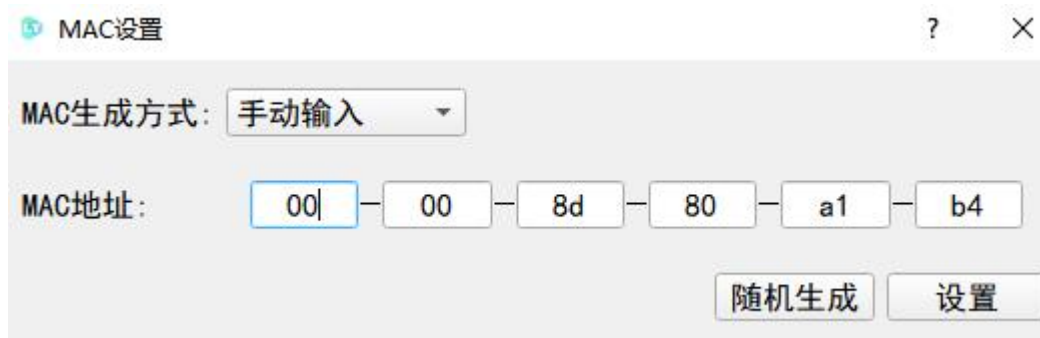 MAC设置 ? ×
MAC生成方式: 手动输入
MAC地址: 00 - 00 - 8d - 80 - a1 - b4
随机生成 设置